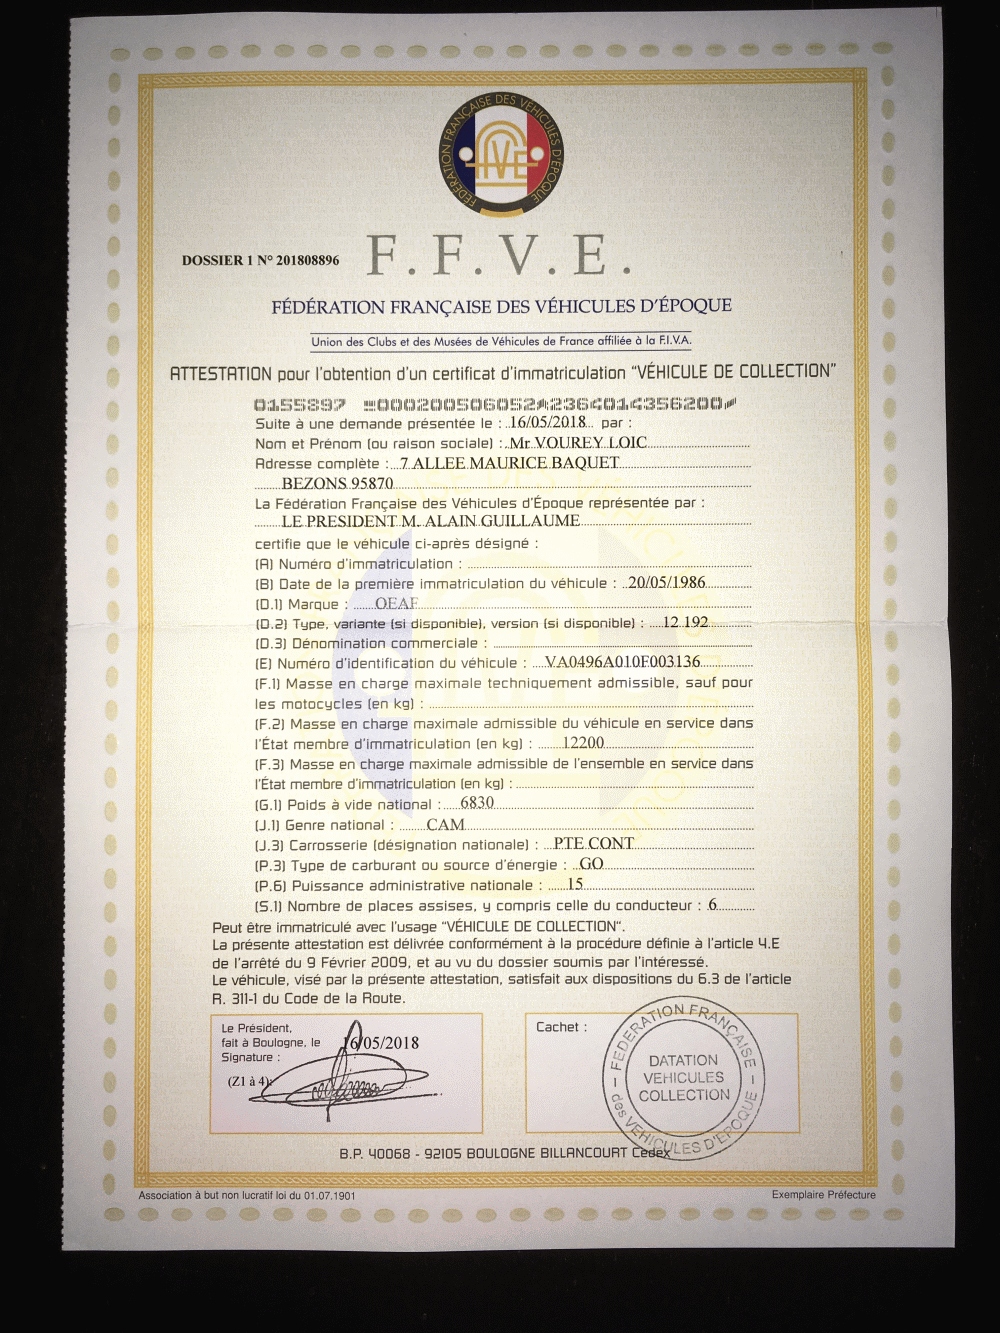 FÉDÉRATION FRANÇAISE DES VÉHICULES D'ÉPOQUE
FFVE
DOSSIER 1 N° 201808896
F.F.V.E.
FÉDÉRATION FRANÇAISE DES VÉHICULES D'ÉPOQUE
Union des Clubs et des Musées de Véhicules de France affiliée à la F.I.V.A.
ATTESTATION pour l'obtention d'un certificat d'immatriculation "VÉHICULE DE COLLECTION"
0155897 000200506052 2364014356200
Suite à une demande présentée le : 16/05/2018 par :
Nom et Prénom (ou raison sociale) : Mr VOUREY LOIC
Adresse complète : 7 ALLEE MAURICE BAQUET
BEZONS 95870
La Fédération Française des Véhicules d'Époque représentée par :
LE PRESIDENT M. ALAIN GUILLAUME
certifie que le véhicule ci-après désigné :
(A) Numéro d'immatriculation :
(B) Date de la première immatriculation du véhicule : 20/05/1986
(D.1) Marque : OEAF
(D.2) Type, variante (si disponible), version (si disponible) : 12.192
(D.3) Dénomination commerciale :
(E) Numéro d'identification du véhicule : VA0496A010F003136
(F.1) Masse en charge maximale techniquement admissible, sauf pour
les motocycles (en kg) :
(F.2) Masse en charge maximale admissible du véhicule en service dans
l'État membre d'immatriculation (en kg) : 12200
(F.3) Masse en charge maximale admissible de l'ensemble en service dans
l'État membre d'immatriculation (en kg) :
(G.1) Poids à vide national : 6830
(J.1) Genre national : CAM
(J.3) Carrosserie (désignation nationale) : PTE CONT
(P.3) Type de carburant ou source d'énergie : GO
(P.6) Puissance administrative nationale : 15
(S.1) Nombre de places assises, y compris celle du conducteur : 6
Peut être immatriculé avec l'usage "VÉHICULE DE COLLECTION".
La présente attestation est délivrée conformément à la procédure définie à l'article 4.E
de l'arrêté du 9 Février 2009, et au vu du dossier soumis par l'intéressé.
Le véhicule, visé par la présente attestation, satisfait aux dispositions du 6.3 de l'article
R. 311-1 du Code de la Route.
Le Président,
fait à Boulogne, le 16/05/2018
Signature :
(Z1 à 4):
Cachet :
FEDERATION FRANÇAISE
des VEHICULES D'EPOQUE
DATATION
VEHICULES
COLLECTION
B.P. 40068 - 92105 BOULOGNE BILLANCOURT Cedex
Association à but non lucratif loi du 01.07.1901
Exemplaire Préfecture